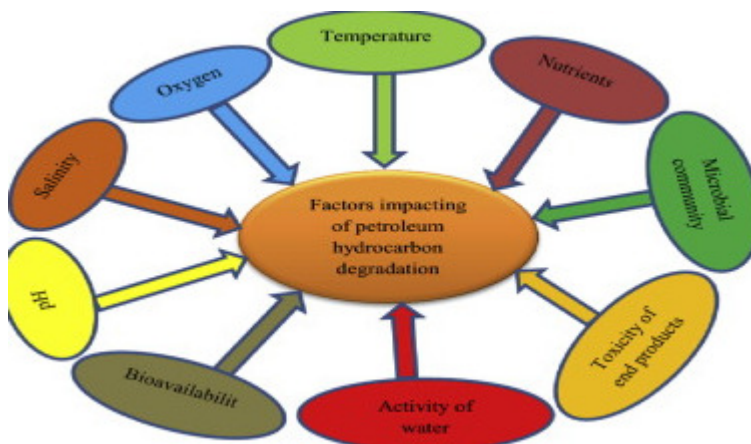 Temperature
Nutrients
Microbial
community
Toxicity of
end products
Activity of
water
Bioavailabilit
pH
Salinity
Oxygen
Factors impacting
of petroleum
hydrocarbon
degradation